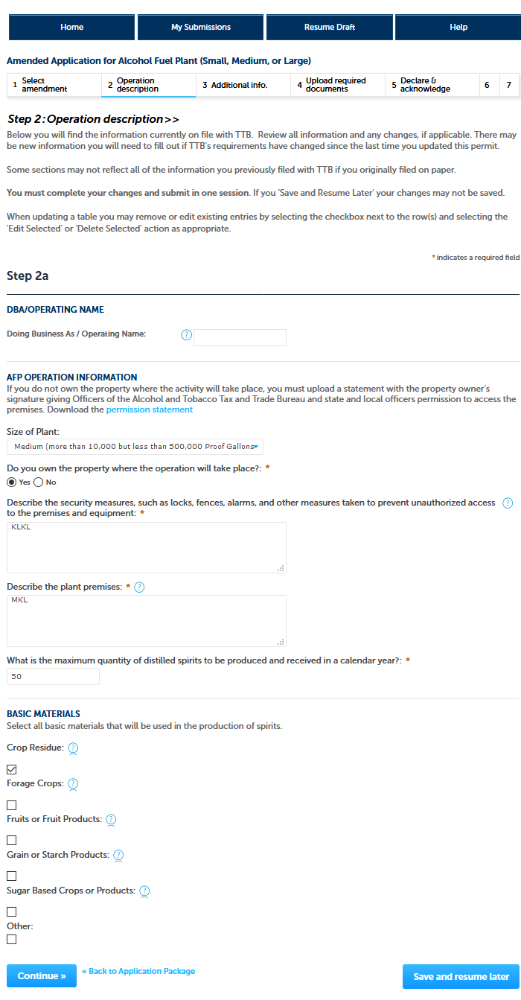 Home
My Submissions
Resume Draft
Help
Amended Application for Alcohol Fuel Plant (Small, Medium, or Large)
1 Select amendment
2 Operation description
3 Additional info.
4 Upload required documents
5 Declare & acknowledge
6
7
Step 2: Operation description>>
Below you will find the information currently on file with TTB. Review all information and any changes, if applicable. There may
be new information you will need to fill out if TTB's requirements have changed since the last time you updated this permit.
Some sections may not reflect all of the information you previously filed with TTB if you originally filed on paper.
You must complete your changes and submit in one session. If you 'Save and Resume Later' your changes may not be saved.
When updating a table you may remove or edit existing entries by selecting the checkbox next to the row(s) and selecting the
'Edit Selected' or 'Delete Selected' action as appropriate.
* indicates a required field
Step 2a
DBA/OPERATING NAME
Doing Business As / Operating Name: ?
AFP OPERATION INFORMATION
If you do not own the property where the activity will take place, you must upload a statement with the property owner's
signature giving Officers of the Alcohol and Tobacco Tax and Trade Bureau and state and local officers permission to access the
premises. Download the permission statement
Size of Plant:
Medium (more than 10,000 but less than 500,000 Proof Gallons
Do you own the property where the operation will take place?: *
Yes No
Describe the security measures, such as locks, fences, alarms, and other measures taken to prevent unauthorized access ?
to the premises and equipment: *
KLKL
Describe the plant premises: * ?
MKL
What is the maximum quantity of distilled spirits to be produced and received in a calendar year?: *
50
BASIC MATERIALS
Select all basic materials that will be used in the production of spirits.
Crop Residue: ?
Forage Crops: ?
Fruits or Fruit Products: ?
Grain or Starch Products: ?
Sugar Based Crops or Products: ?
Other:
Continue »
« Back to Application Package
Save and resume later